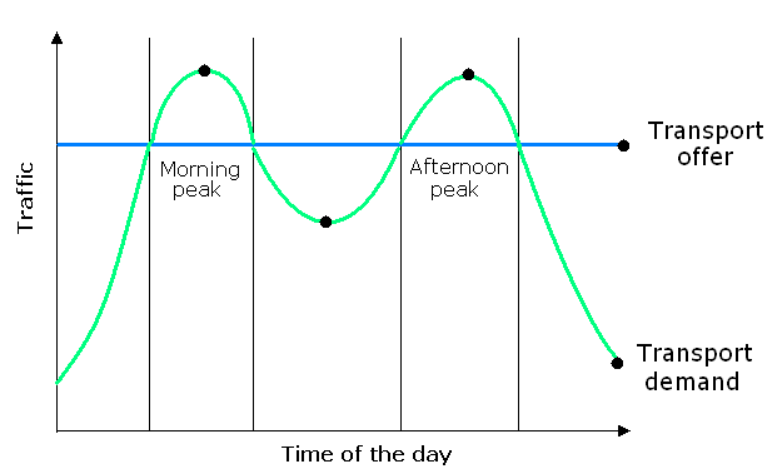 Traffic
Morning
peak
Afternoon
peak
Transport
offer
Transport
demand
Time of the day